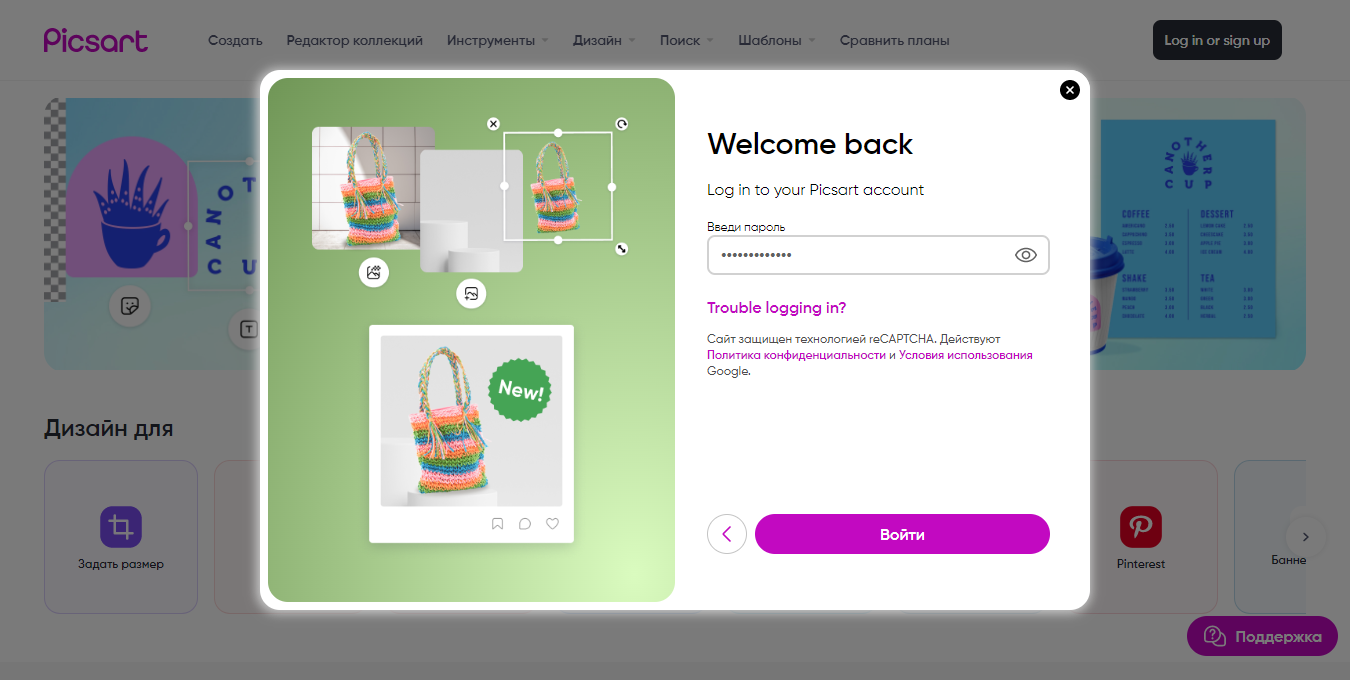 Picsart
Создать
Редактор коллекций
Инструменты
Дизайн
Поиск
Шаблоны
Сравнить планы
Log in or sign up
Welcome back
Log in to your Picsart account
Введи пароль
•••••••••••••
Trouble logging in?
Сайт защищен технологией reCAPTCHA. Действуют
Политика конфиденциальности и Условия использования
Google.
Войти
New!
ANOTHER
CUP
COFFEE
DESSERT
SHAKE
TEA
T
Дизайн для
Задать размер
Pinterest
Банне
Поддержка